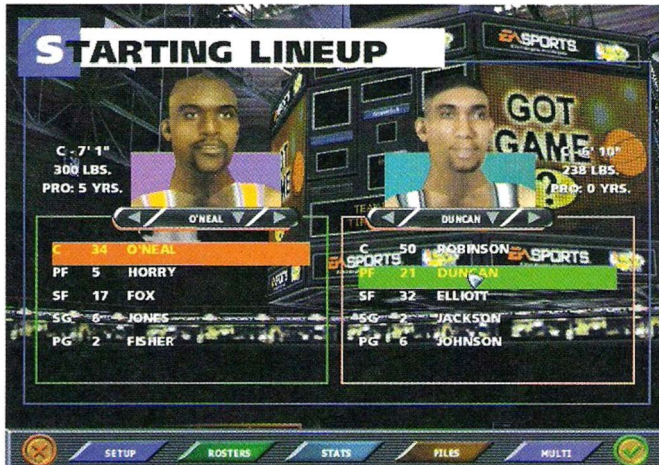 STARTING LINEUP
EA SPORTS
GOT
GAME
?
C - 7' 1"
300 LBS.
PRO: 5 YRS.
C - 6' 10"
238 LBS.
PRO: 0 YRS.
O'NEAL
DUNCAN
C 34 O'NEAL
PF 5 HORRY
SF 17 FOX
SG 6 JONES
PG 2 FISHER
C 50 ROBINSON
PF 21 DUNCAN
SF 32 ELLIOTT
SG 2 JACKSON
PG 6 JOHNSON
EA SPORTS
EA SPORTS
SETUP
ROSTERS
STATS
FILES
MULTI